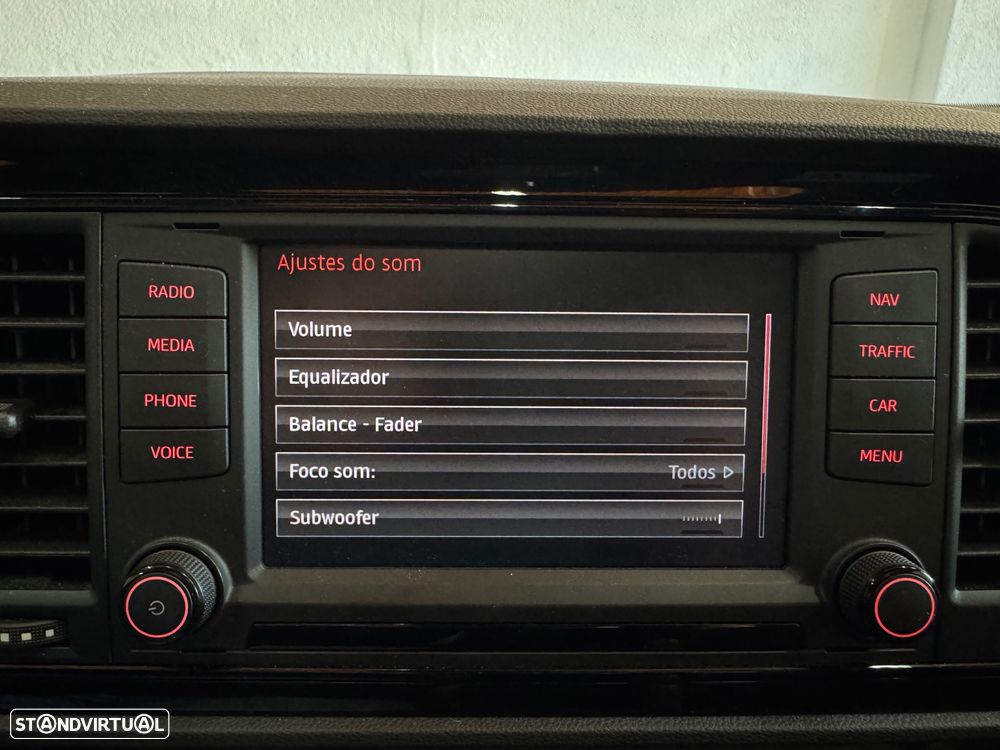 Ajustes do som
RADIO
MEDIA
PHONE
VOICE
Volume
Equalizador
Balance - Fader
Foco som: Todos
Subwoofer
NAV
TRAFFIC
CAR
MENU
STANDVIRTUAL